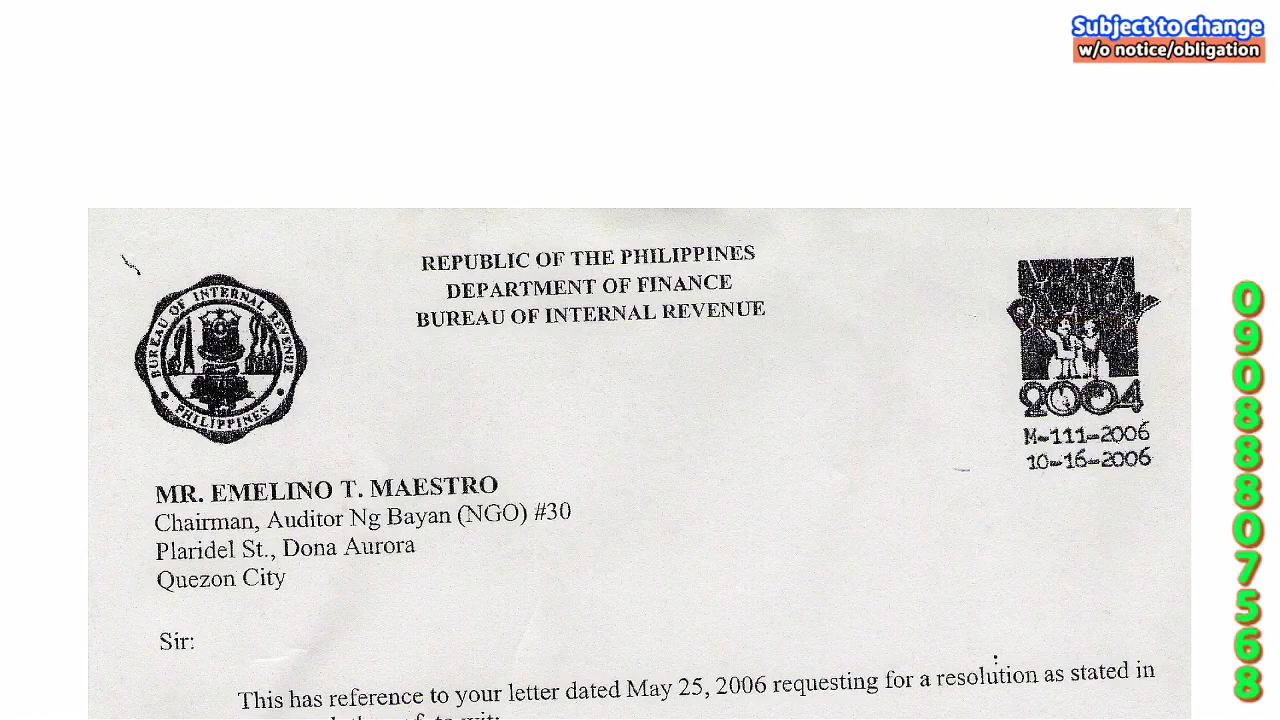 Subject to change
w/o notice/obligation
REPUBLIC OF THE PHILIPPINES
DEPARTMENT OF FINANCE
BUREAU OF INTERNAL REVENUE
BUREAU OF INTERNAL REVENUE
PHILIPPINES
2004
M-111-2006
10-16-2006
MR. EMELINO T. MAESTRO
Chairman, Auditor Ng Bayan (NGO) #30
Plaridel St., Dona Aurora
Quezon City
Sir:
This has reference to your letter dated May 25, 2006 requesting for a resolution as stated in
09088807568